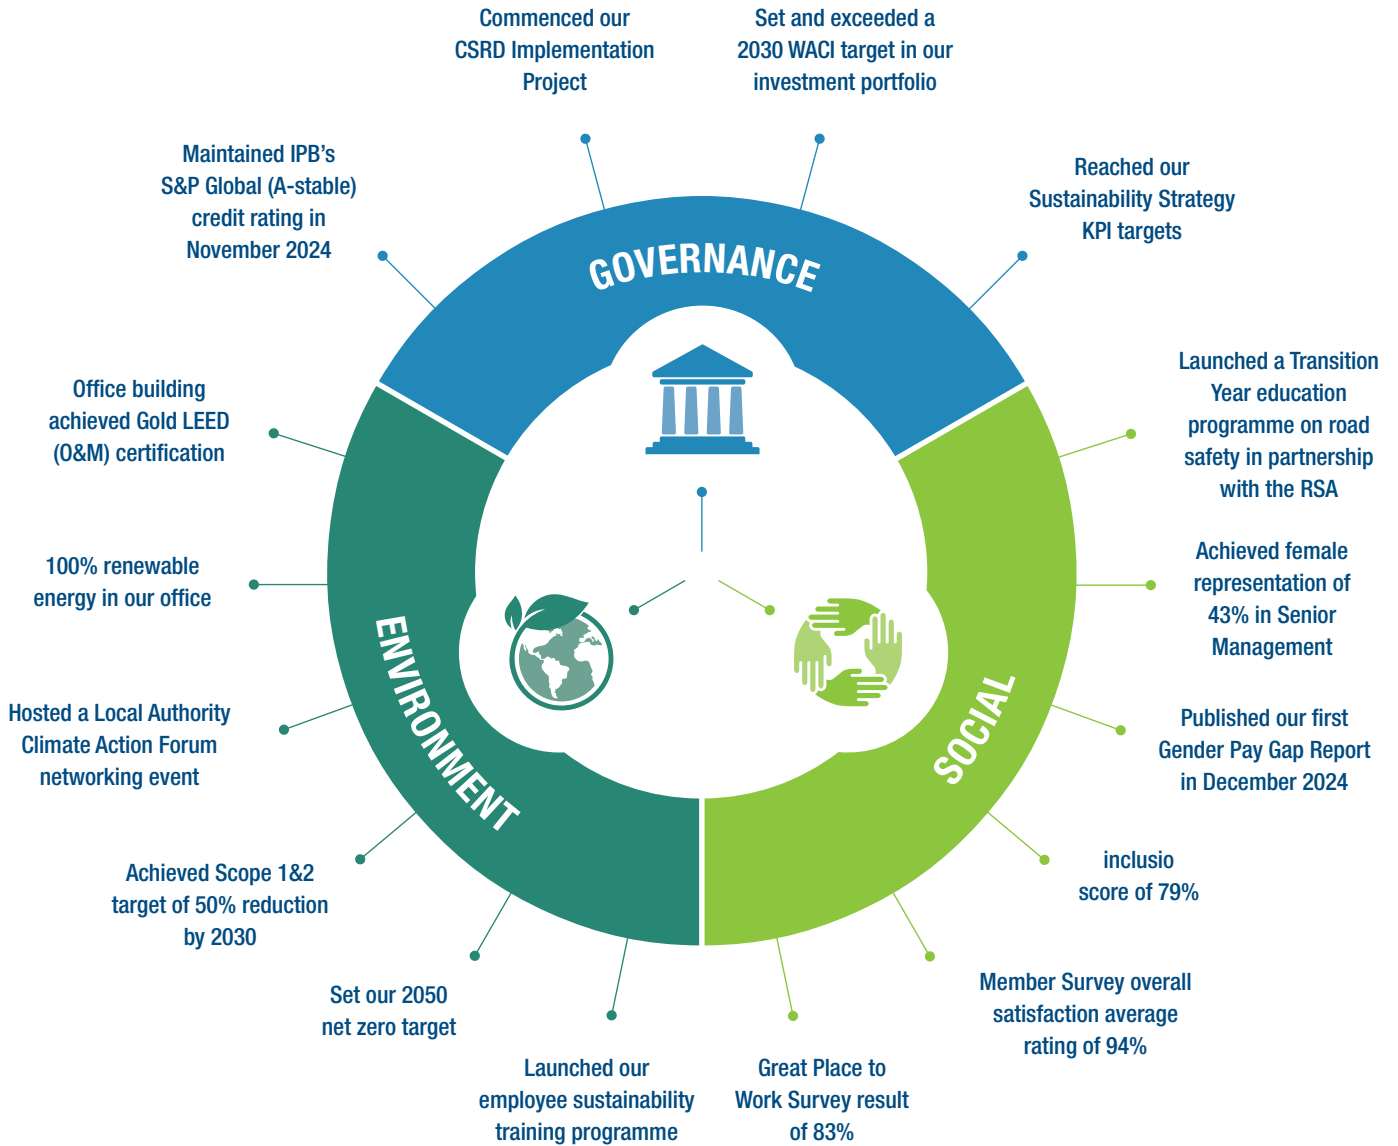 Commenced our
CSRD Implementation
Project
Set and exceeded a
2030 WACI target in our
investment portfolio
Maintained IPB’s
S&P Global (A-stable)
credit rating in
November 2024
Reached our
Sustainability Strategy
KPI targets
GOVERNANCE
Office building
achieved Gold LEED
(O&M) certification
100% renewable
energy in our office
Hosted a Local Authority
Climate Action Forum
networking event
Achieved Scope 1&2
target of 50% reduction
by 2030
Set our 2050
net zero target
Launched our
employee sustainability
training programme
ENVIRONMENT
Launched a Transition
Year education
programme on road
safety in partnership
with the RSA
Achieved female
representation of
43% in Senior
Management
Published our first
Gender Pay Gap Report
in December 2024
inclusio
score of 79%
Member Survey overall
satisfaction average
rating of 94%
Great Place to
Work Survey result
of 83%
SOCIAL